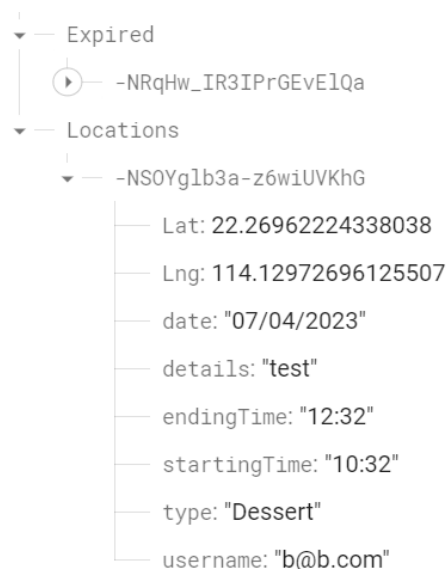 Expired
-NRqHw_IR3IPrGEvElQa
Locations
-NSOYglb3a-z6wiUVKhG
Lat: 22.26962224338038
Lng: 114.12972696125507
date: "07/04/2023"
details: "test"
endingTime: "12:32"
startingTime: "10:32"
type: "Dessert"
username: "b@b.com"